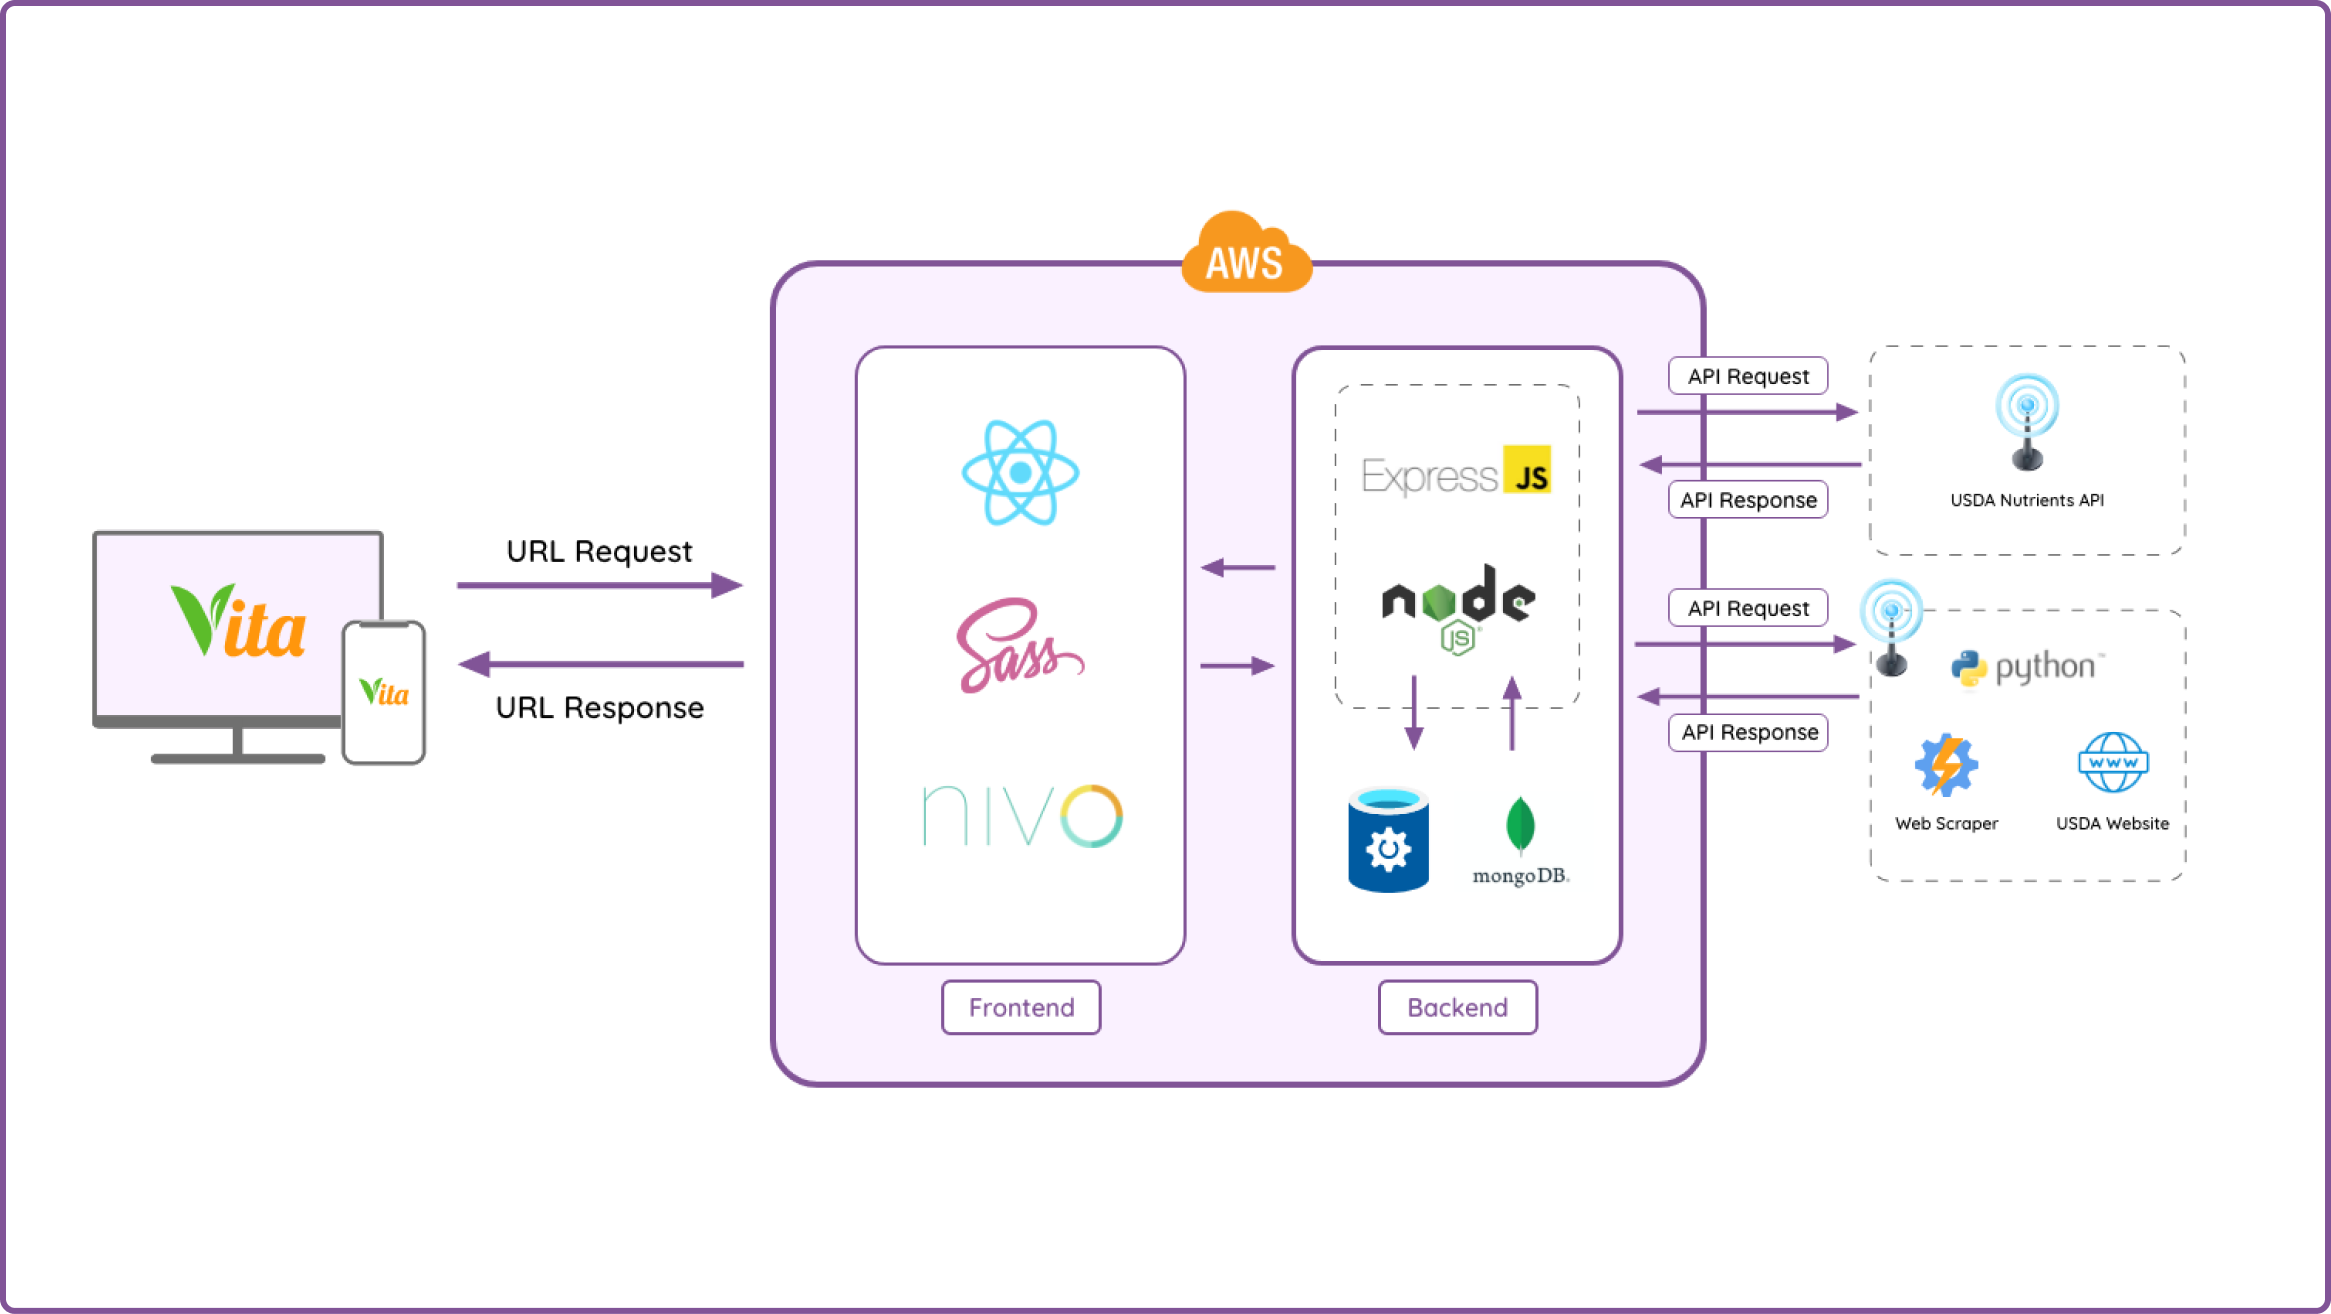 AWS
Vita
Vita
URL Request
URL Response
Sass
nivo
Frontend
Express JS
node
JS
mongoDB.
Backend
API Request
API Response
USDA Nutrients API
API Request
API Response
python™
Web Scraper
www
USDA Website